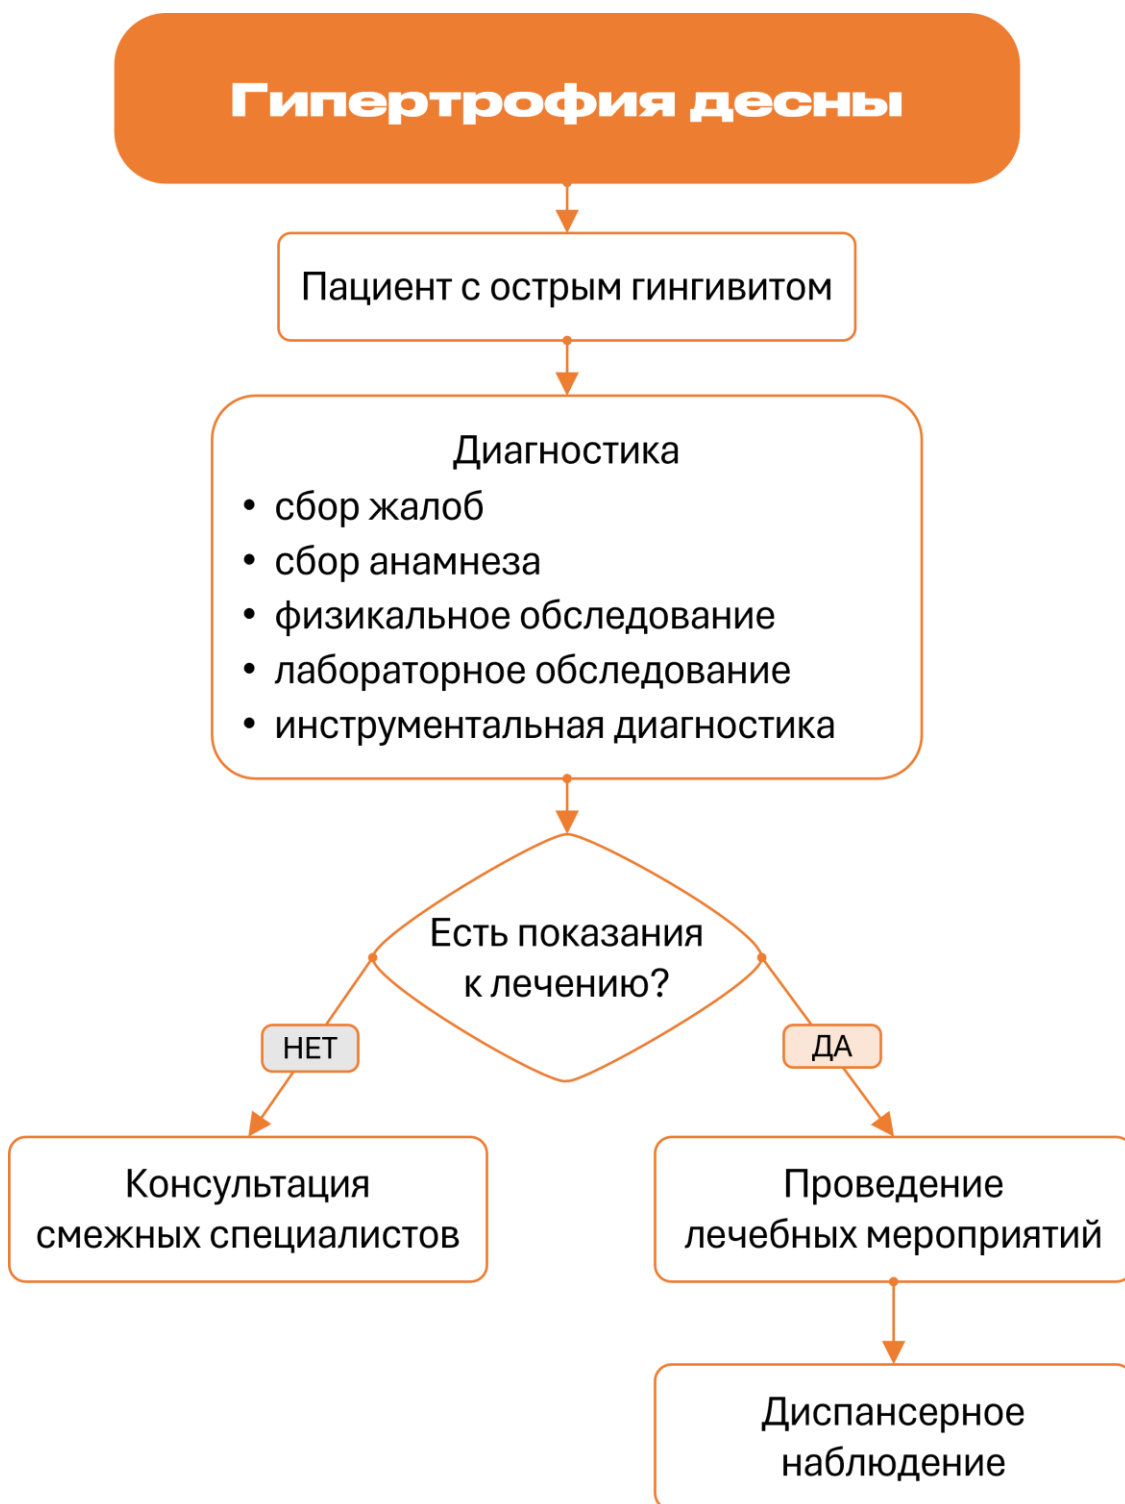 Гипертрофия десны
Пациент с острым гингивитом
Диагностика
• сбор жалоб
• сбор анамнеза
• физикальное обследование
• лабораторное обследование
• инструментальная диагностика
Есть показания
к лечению?
НЕТ
ДА
Консультация
смежных специалистов
Проведение
лечебных мероприятий
Диспансерное
наблюдение